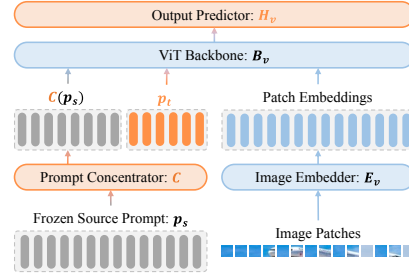 Output Predictor: H_v
ViT Backbone: B_v
C(p_s)
p_t
Patch Embeddings
Prompt Concentrator: C
Image Embedder: E_v
Frozen Source Prompt: p_s
Image Patches